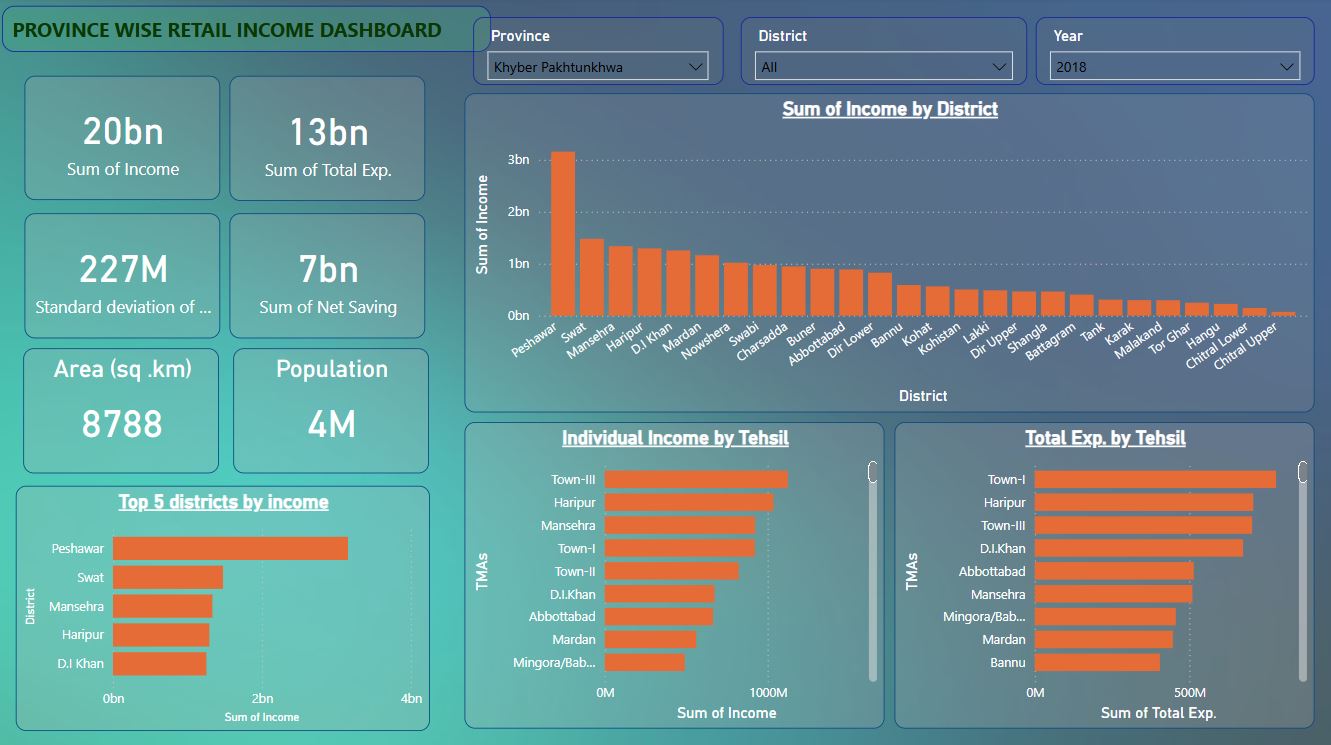 PROVINCE WISE RETAIL INCOME DASHBOARD
Province
Khyber Pakhtunkhwa
District
All
Year
2018
20bn
Sum of Income
13bn
Sum of Total Exp.
227M
Standard deviation of ...
7bn
Sum of Net Saving
Area (sq .km)
8788
Population
4M
Top 5 districts by income
District
Peshawar
Swat
Mansehra
Haripur
D.I Khan
0bn
2bn
4bn
Sum of Income
Sum of Income by District
Sum of Income
3bn
2bn
1bn
0bn
Peshawar
Swat
Mansehra
Haripur
D.I Khan
Mardan
Nowshera
Swabi
Charsadda
Buner
Abbottabad
Dir Lower
Bannu
Kohat
Kohistan
Lakki
Dir Upper
Shangla
Battagram
Tank
Karak
Malakand
Tor Ghar
Hangu
Chitral Lower
Chitral Upper
District
Individual Income by Tehsil
TMAs
Town-III
Haripur
Mansehra
Town-I
Town-II
D.I.Khan
Abbottabad
Mardan
Mingora/Bab...
0M
1000M
Sum of Income
Total Exp. by Tehsil
TMAs
Town-I
Haripur
Town-III
D.I.Khan
Abbottabad
Mansehra
Mingora/Bab...
Mardan
Bannu
0M
500M
Sum of Total Exp.